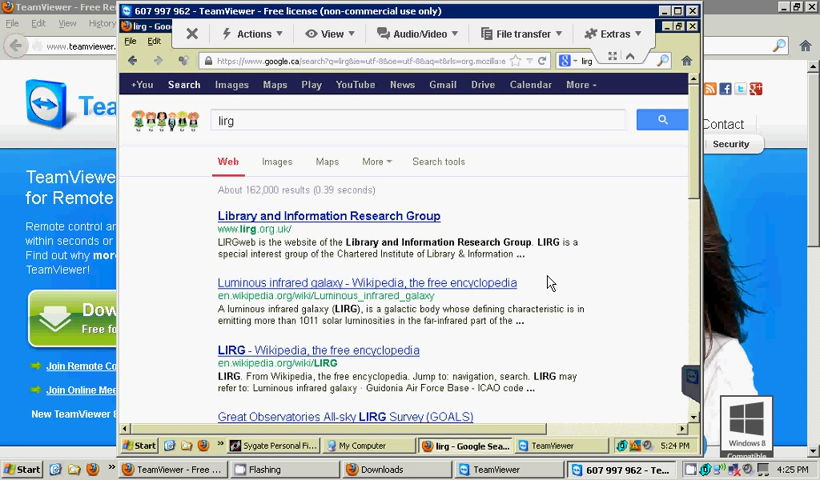 TeamViewer - Free Re
607 997 962 - TeamViewer - Free license (non-commercial use only)
File
View
History
www.teamviewer.
lirg - Goo
File
Edit
Actions
View
Audio/Video
File transfer
Extras
https://www.google.ca/search?q=lirg&ie=utf-8&oe=utf-8&aq=t&rls=org.mozilla:e
lirg
+You
Search
Images
Maps
Play
YouTube
News
Gmail
Drive
Calendar
More
lirg
Contact
Security
Web
Images
Maps
More
Search tools
About 162,000 results (0.39 seconds)
Library and Information Research Group
www.lirg.org.uk/
LIRGweb is the website of the Library and Information Research Group. LIRG is a
special interest group of the Chartered Institute of Library & Information ...
Luminous infrared galaxy - Wikipedia, the free encyclopedia
en.wikipedia.org/wiki/Luminous_infrared_galaxy
A luminous infrared galaxy (LIRG), is a galactic body whose defining characteristic is in
emitting more than 1011 solar luminosities in the far-infrared part of the ...
LIRG - Wikipedia, the free encyclopedia
en.wikipedia.org/wiki/LIRG
LIRG. From Wikipedia, the free encyclopedia. Jump to: navigation, search. LIRG may
refer to: Luminous infrared galaxy · Guidonia Air Force Base - ICAO code ...
Great Observatories All-sky LIRG Survey (GOALS)
Tea
TeamViewer
for Remote
Remote control an
within seconds or
Find out why mor
TeamViewer!
Dow
Free fo
Join Remote Co
Join Online Mee
New TeamViewer 8
Windows 8
Compatible
Start
Sygate Personal Fi...
My Computer
lirg - Google Sea...
TeamViewer
5:24 PM
Start
TeamViewer - Free ...
Flashing
Downloads
TeamViewer
607 997 962 - Te...
4:25 PM